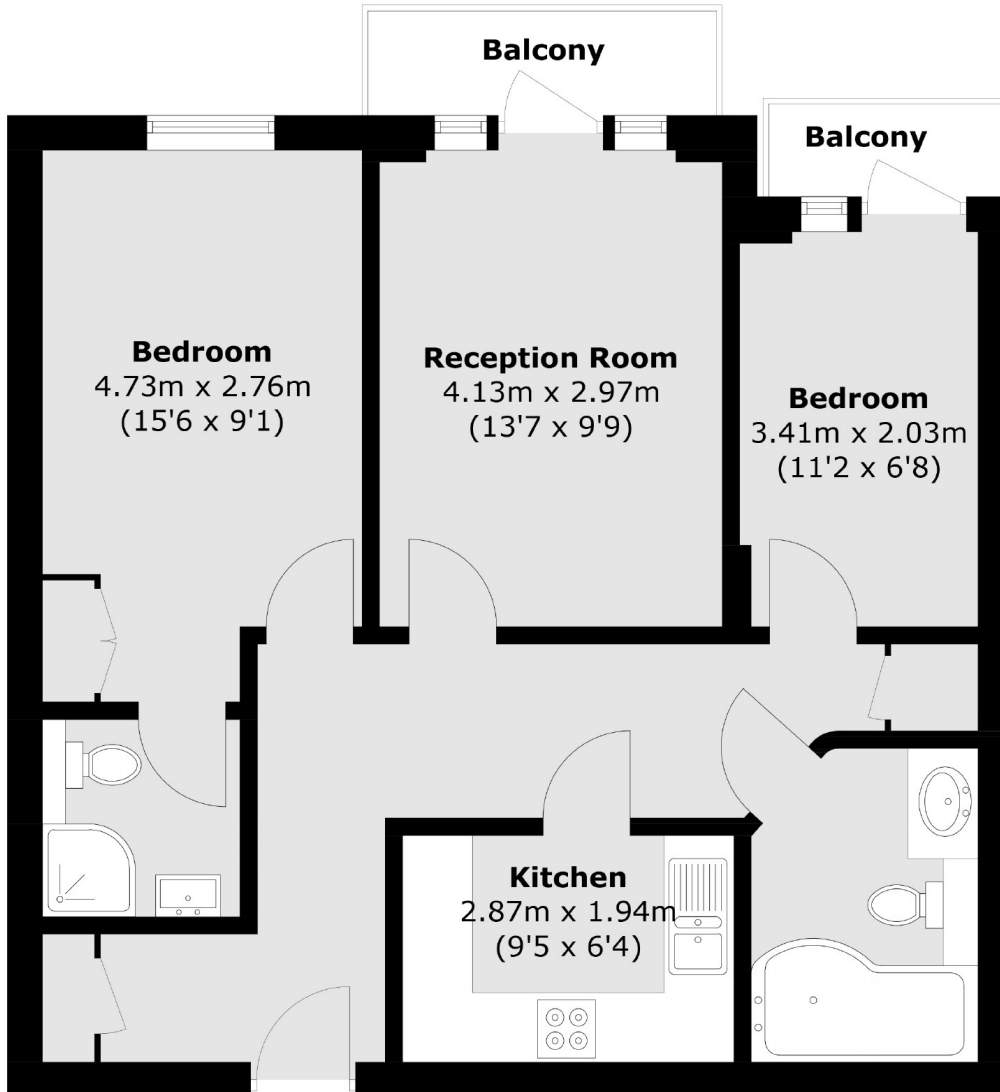 Balcony
Balcony
Bedroom
4.73m x 2.76m
(15'6 x 9'1)
Reception Room
4.13m x 2.97m
(13'7 x 9'9)
Bedroom
3.41m x 2.03m
(11'2 x 6'8)
Kitchen
2.87m x 1.94m
(9'5 x 6'4)